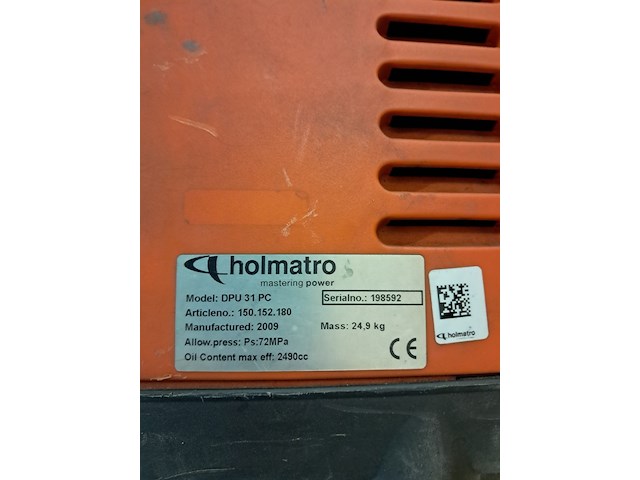 holmatro
mastering power
Model: DPU 31 PC
Serialno.: 198592
Articleno.: 150.152.180
Manufactured: 2009
Mass: 24,9 kg
Allow.press: Ps:72MPa
Oil Content max eff: 2490cc
CE
holmatro